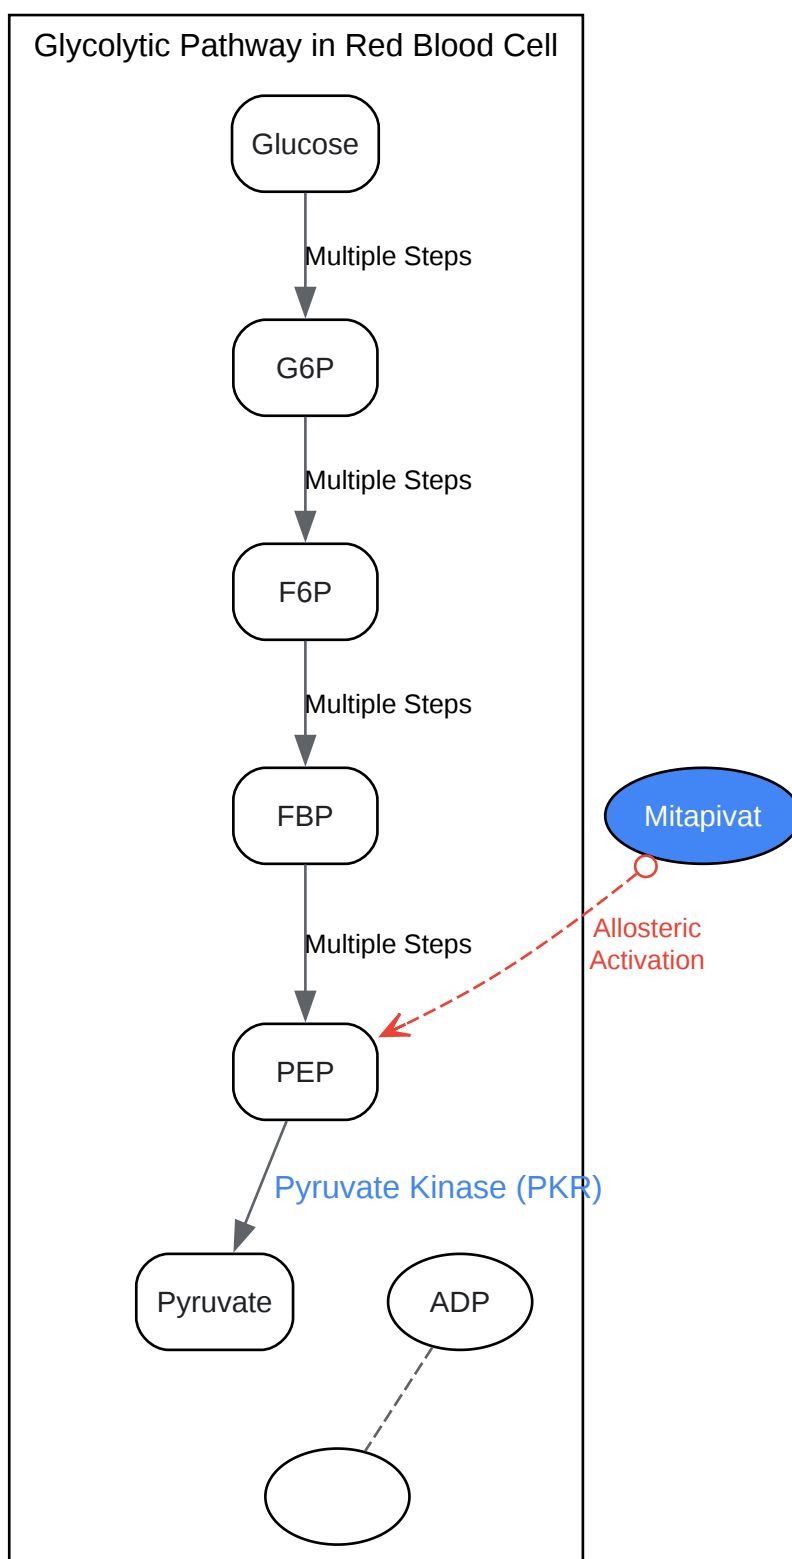 Glycolytic Pathway in Red Blood Cell
Glucose
Multiple Steps
G6P
Multiple Steps
F6P
Multiple Steps
FBP
Mitapivat
Allosteric
Activation
Multiple Steps
PEP
Pyruvate Kinase (PKR)
Pyruvate
ADP